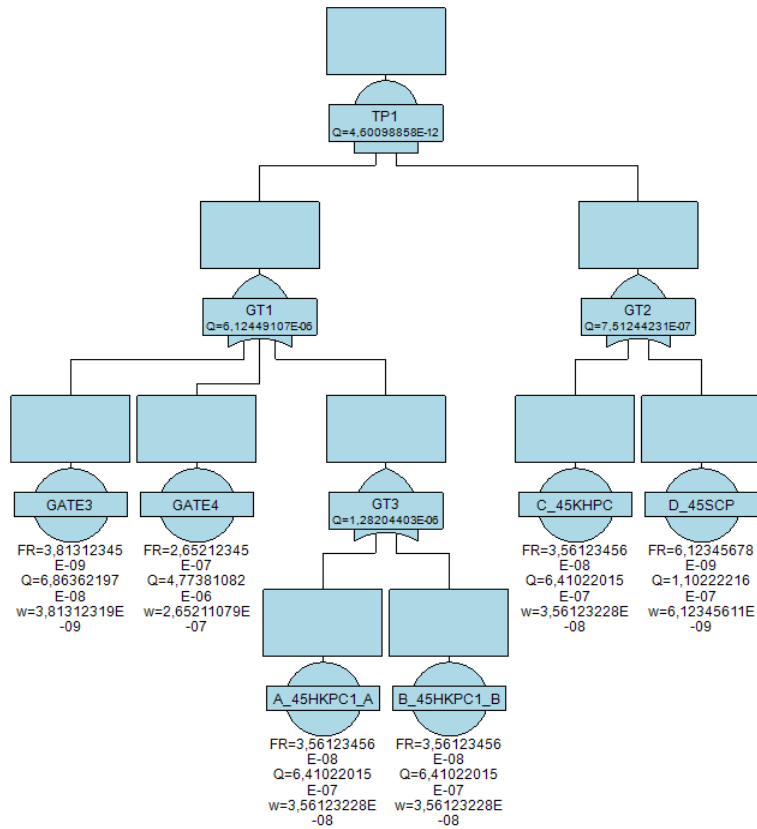 TP1
Q=4,60098858E-12
GT1
Q=6,12449107E-06
GT2
Q=7,51244231E-07
GATE3
FR=3,81312345
E-09
Q=6,86362197
E-08
w=3,81312319E
-09
GATE4
FR=2,65212345
E-07
Q=4,77381082
E-06
w=2,65211079E
-07
GT3
Q=1,28204403E-06
C_45KHPC
FR=3,56123456
E-08
Q=6,41022015
E-07
w=3,56123228E
-08
D_45SCP
FR=6,12345678
E-09
Q=1,10222216
E-07
w=6,12345611E
-09
A_45HKPC1_A
FR=3,56123456
E-08
Q=6,41022015
E-07
w=3,56123228E
-08
B_45HKPC1_B
FR=3,56123456
E-08
Q=6,41022015
E-07
w=3,56123228E
-08